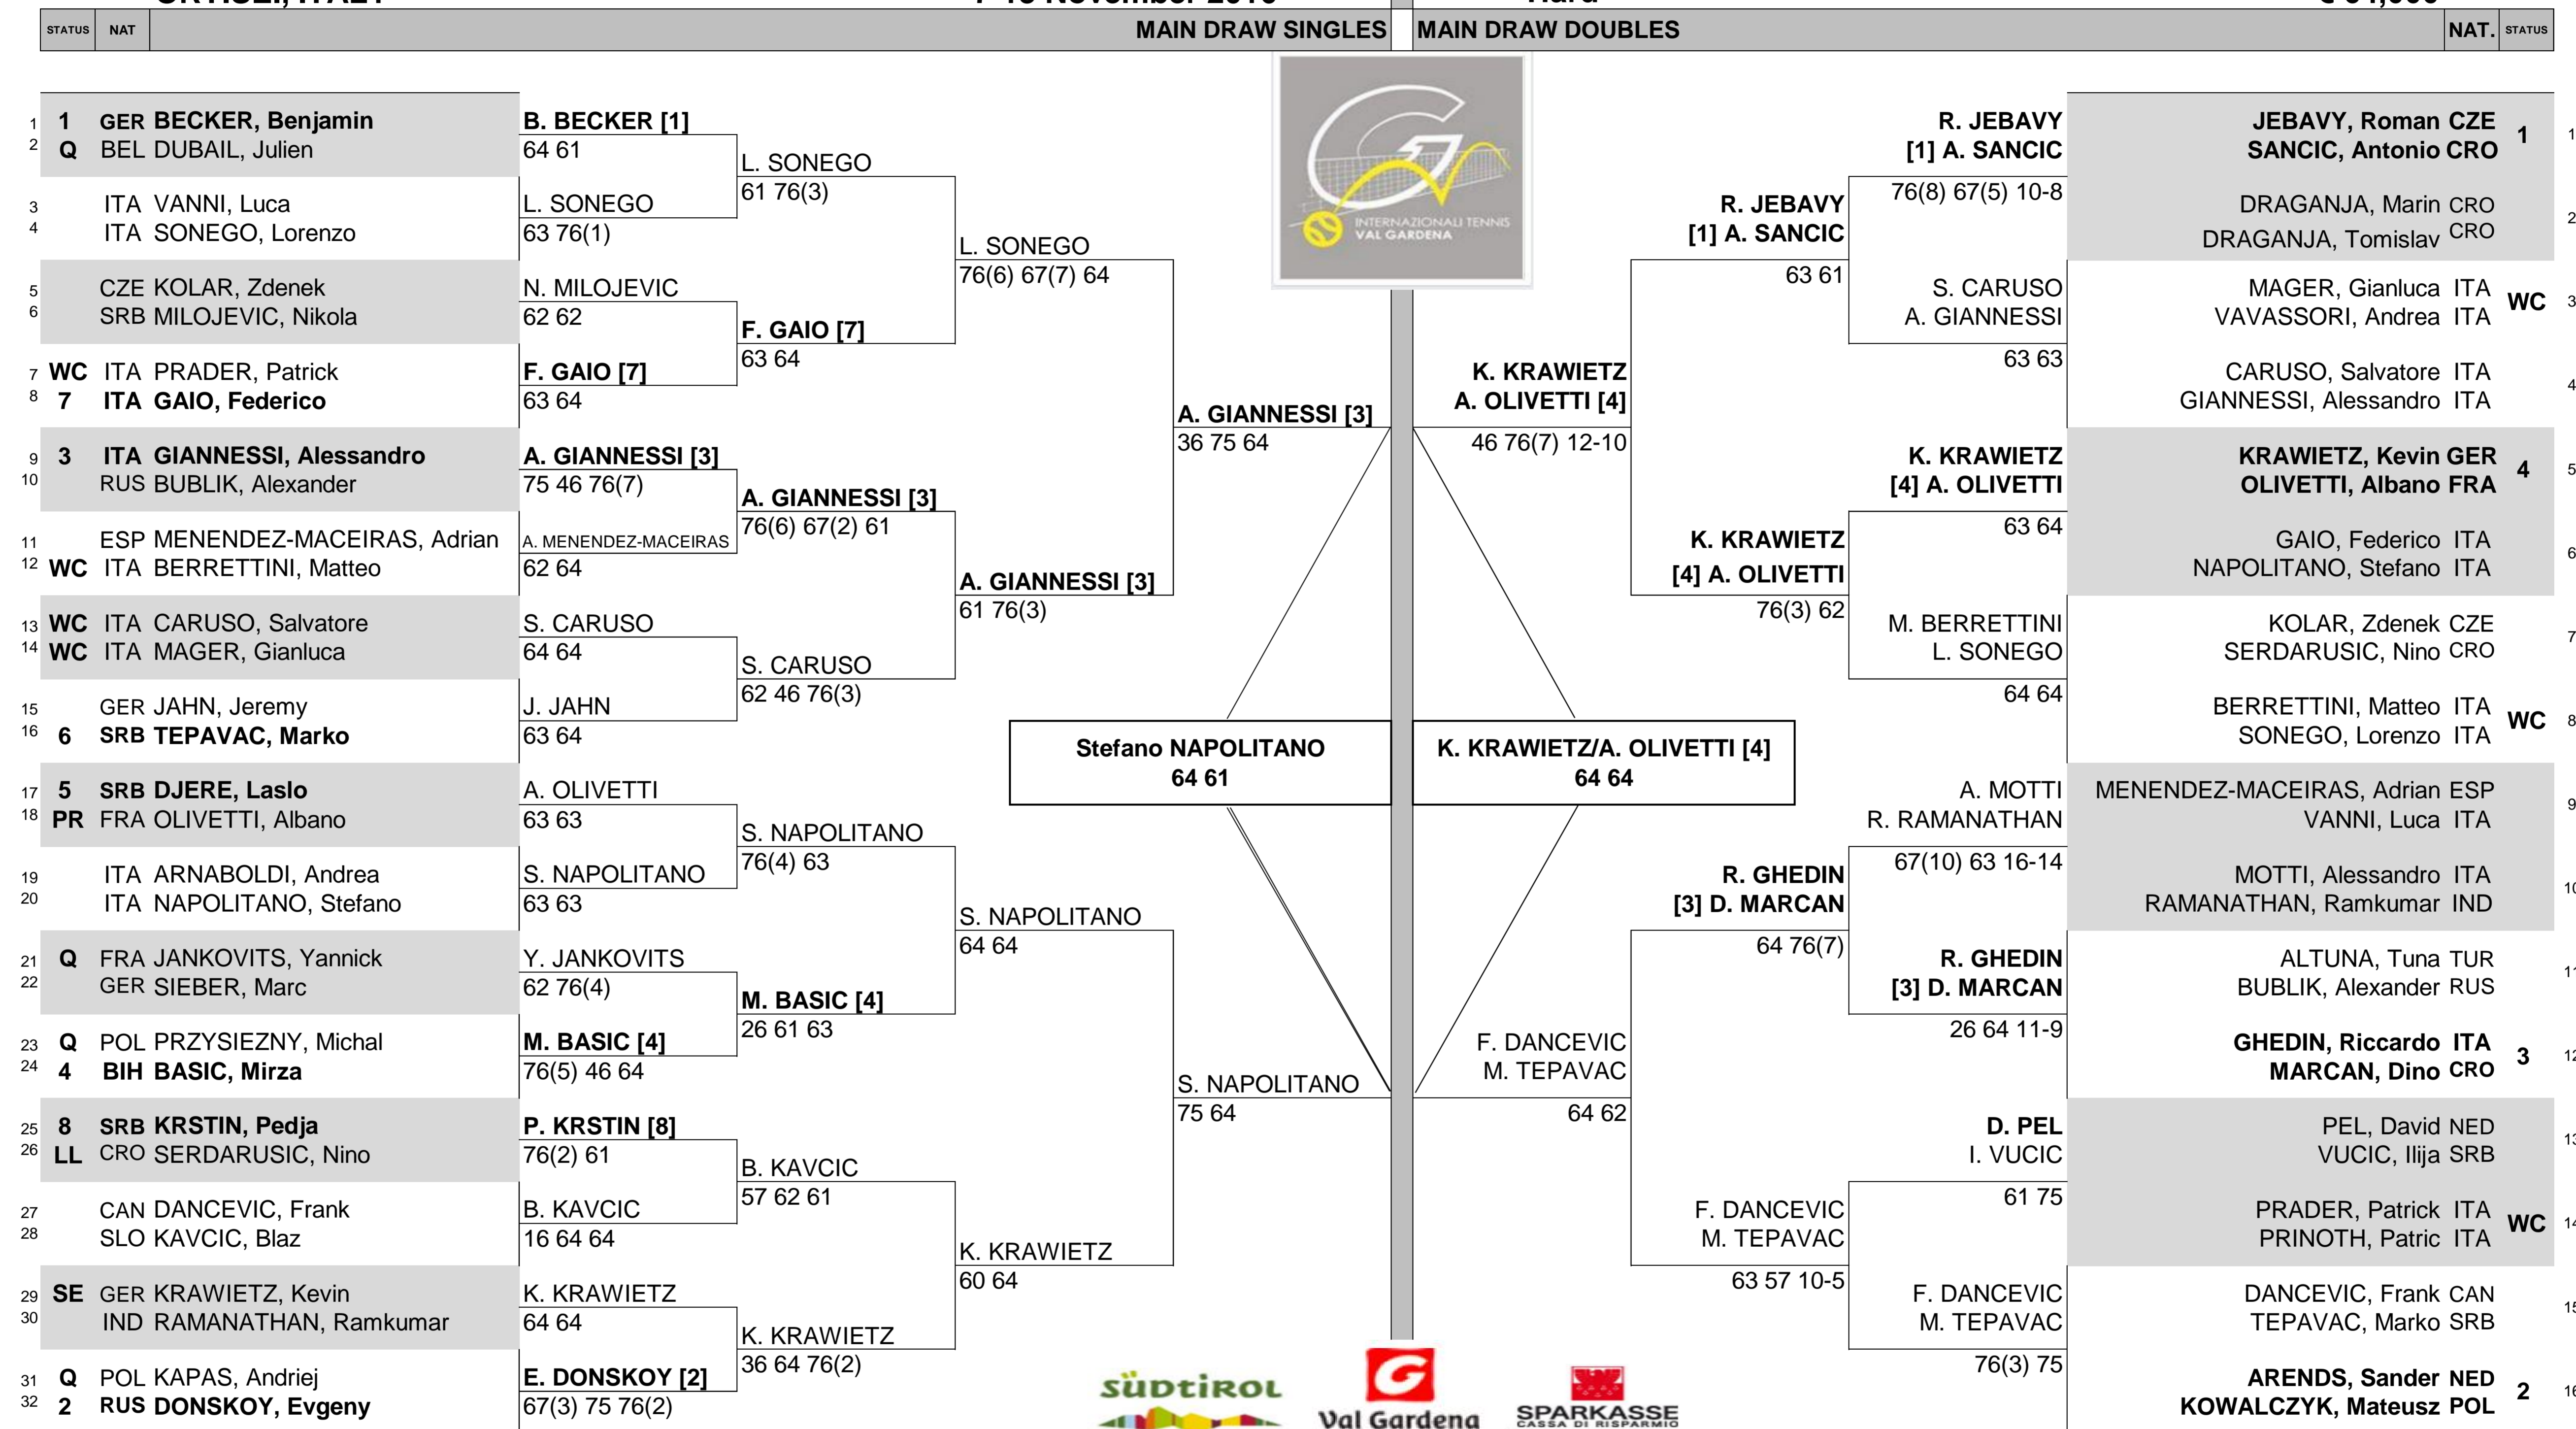 STATUS NAT MAIN DRAW SINGLES MAIN DRAW DOUBLES NAT. STATUS
1 1 GER BECKER, Benjamin
2 Q BEL DUBAIL, Julien
3 ITA VANNI, Luca
4 ITA SONEGO, Lorenzo
5 CZE KOLAR, Zdenek
6 SRB MILOJEVIC, Nikola
7 WC ITA PRADER, Patrick
8 7 ITA GAIO, Federico
9 3 ITA GIANNESSI, Alessandro
10 RUS BUBLIK, Alexander
11 ESP MENENDEZ-MACEIRAS, Adrian
12 WC ITA BERRETTINI, Matteo
13 WC ITA CARUSO, Salvatore
14 WC ITA MAGER, Gianluca
15 GER JAHN, Jeremy
16 6 SRB TEPAVAC, Marko
17 5 SRB DJERE, Laslo
18 PR FRA OLIVETTI, Albano
19 ITA ARNABOLDI, Andrea
20 ITA NAPOLITANO, Stefano
21 Q FRA JANKOVITS, Yannick
22 GER SIEBER, Marc
23 Q POL PRZYSIEZNY, Michal
24 4 BIH BASIC, Mirza
25 8 SRB KRSTIN, Pedja
26 LL CRO SERDARUSIC, Nino
27 CAN DANCEVIC, Frank
28 SLO KAVCIC, Blaz
29 SE GER KRAWIETZ, Kevin
30 IND RAMANATHAN, Ramkumar
31 Q POL KAPAS, Andriej
32 2 RUS DONSKOY, Evgeny
B. BECKER [1]
64 61
L. SONEGO
63 76(1)
N. MILOJEVIC
62 62
F. GAIO [7]
63 64
A. GIANNESSI [3]
75 46 76(7)
A. MENENDEZ-MACEIRAS
62 64
S. CARUSO
64 64
J. JAHN
63 64
A. OLIVETTI
63 63
S. NAPOLITANO
63 63
Y. JANKOVITS
62 76(4)
M. BASIC [4]
76(5) 46 64
P. KRSTIN [8]
76(2) 61
B. KAVCIC
16 64 64
K. KRAWIETZ
64 64
E. DONSKOY [2]
67(3) 75 76(2)
L. SONEGO
61 76(3)
F. GAIO [7]
63 64
A. GIANNESSI [3]
76(6) 67(2) 61
S. CARUSO
62 46 76(3)
S. NAPOLITANO
76(4) 63
M. BASIC [4]
26 61 63
B. KAVCIC
57 62 61
K. KRAWIETZ
36 64 76(2)
L. SONEGO
76(6) 67(7) 64
A. GIANNESSI [3]
61 76(3)
S. NAPOLITANO
64 64
K. KRAWIETZ
60 64
A. GIANNESSI [3]
36 75 64
S. NAPOLITANO
75 64
Stefano NAPOLITANO
64 61
INTERNAZIONALI TENNIS
VAL GARDENA
K. KRAWIETZ/A. OLIVETTI [4]
64 64
K. KRAWIETZ
A. OLIVETTI [4]
46 76(7) 12-10
F. DANCEVIC
M. TEPAVAC
64 62
R. JEBAVY
[1] A. SANCIC
63 61
K. KRAWIETZ
[4] A. OLIVETTI
76(3) 62
R. GHEDIN
[3] D. MARCAN
64 76(7)
F. DANCEVIC
M. TEPAVAC
63 57 10-5
R. JEBAVY
[1] A. SANCIC
76(8) 67(5) 10-8
S. CARUSO
A. GIANNESSI
63 63
K. KRAWIETZ
[4] A. OLIVETTI
63 64
M. BERRETTINI
L. SONEGO
64 64
A. MOTTI
R. RAMANATHAN
67(10) 63 16-14
R. GHEDIN
[3] D. MARCAN
26 64 11-9
D. PEL
I. VUCIC
61 75
F. DANCEVIC
M. TEPAVAC
76(3) 75
JEBAVY, Roman CZE 1 1
SANCIC, Antonio CRO
DRAGANJA, Marin CRO 2
DRAGANJA, Tomislav CRO
MAGER, Gianluca ITA WC 3
VAVASSORI, Andrea ITA
CARUSO, Salvatore ITA 4
GIANNESSI, Alessandro ITA
KRAWIETZ, Kevin GER 4 5
OLIVETTI, Albano FRA
GAIO, Federico ITA 6
NAPOLITANO, Stefano ITA
KOLAR, Zdenek CZE 7
SERDARUSIC, Nino CRO
BERRETTINI, Matteo ITA WC 8
SONEGO, Lorenzo ITA
MENENDEZ-MACEIRAS, Adrian ESP 9
VANNI, Luca ITA
MOTTI, Alessandro ITA
RAMANATHAN, Ramkumar IND
ALTUNA, Tuna TUR
BUBLIK, Alexander RUS
GHEDIN, Riccardo ITA 3
MARCAN, Dino CRO
PEL, David NED
VUCIC, Ilija SRB
PRADER, Patrick ITA WC
PRINOTH, Patric ITA
DANCEVIC, Frank CAN
TEPAVAC, Marko SRB
ARENDS, Sander NED 2
KOWALCZYK, Mateusz POL
SÜDTIROL
Val Gardena
SPARKASSE
CASSA DI RISPARMIO